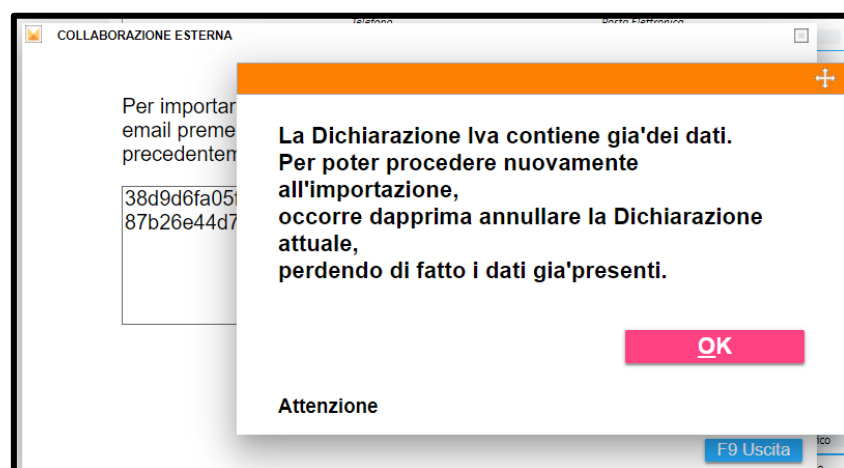 Telefono Posta Elettronica
COLLABORAZIONE ESTERNA
Per importar
email preme
precedentem
38d9d6fa05f
87b26e44d7
La Dichiarazione Iva contiene gia'dei dati.
Per poter procedere nuovamente
all'importazione,
occorre dapprima annullare la Dichiarazione
attuale,
perdendo di fatto i dati gia'presenti.
OK
Attenzione
F9 Uscita